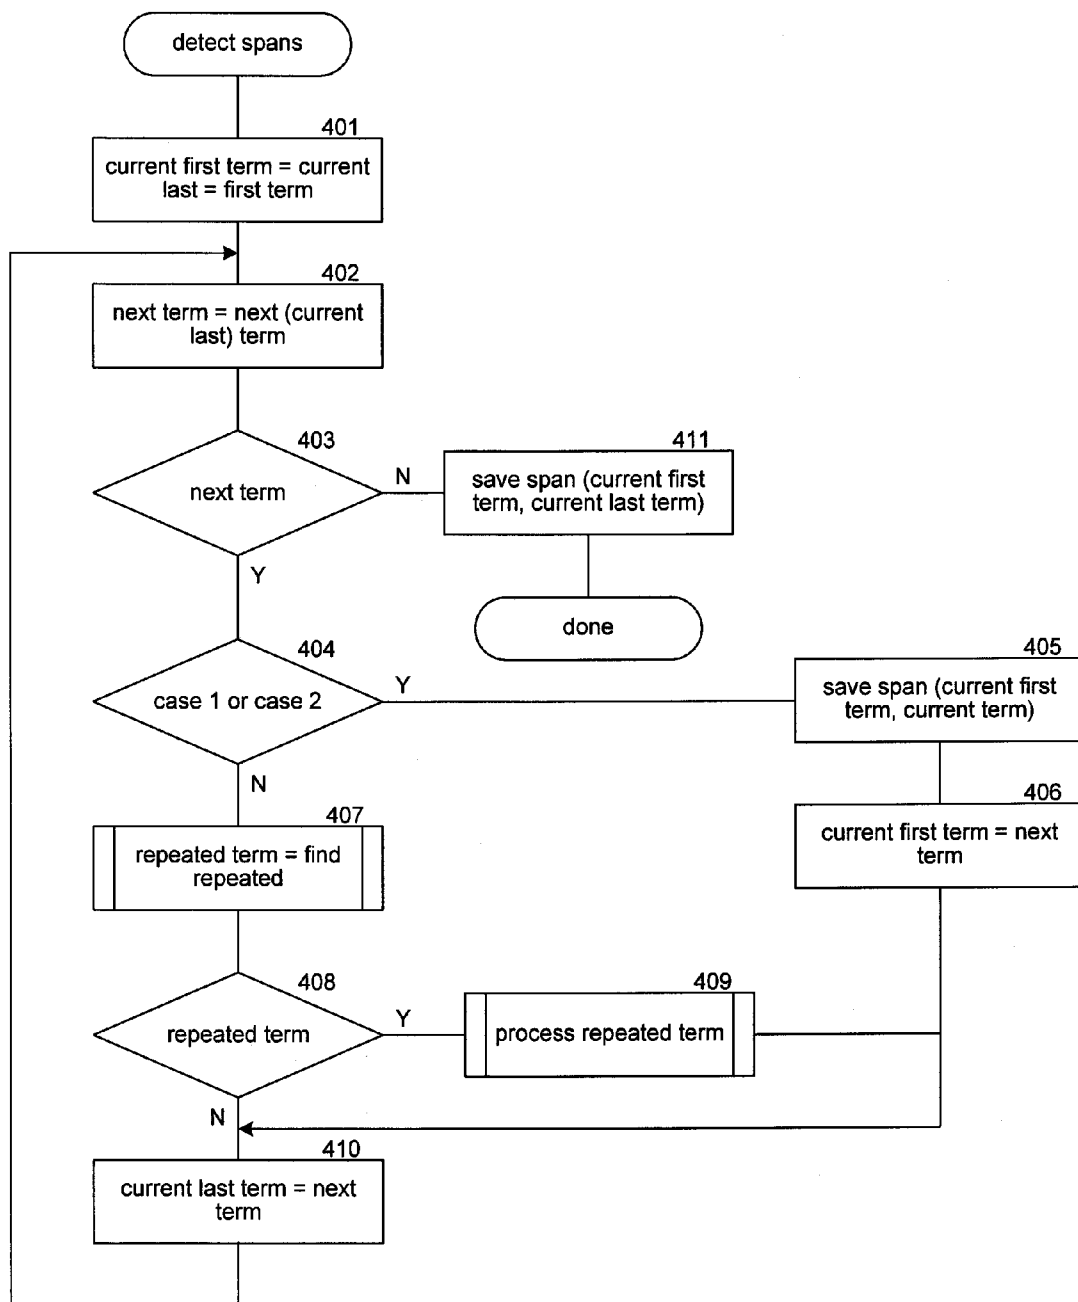 detect spans
401
current first term = current
last = first term
402
next term = next (current
last) term
403
next term
N
411
save span (current first
term, current last term)
Y
done
404
case 1 or case 2
Y
405
save span (current first
term, current term)
N
406
current first term = next
term
407
repeated term = find
repeated
408
repeated term
Y
409
process repeated term
N
410
current last term = next
term